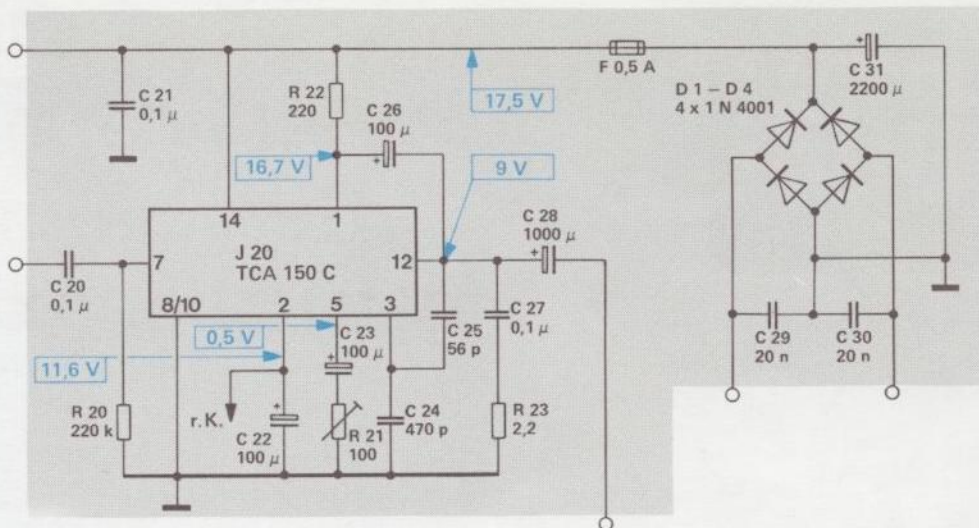 C 21
0,1 μ
R 22
220
C 26
100 μ
17,5 V
F 0,5 A
D 1 – D 4
4 x 1 N 4001
C 31
2200 μ
+
16,7 V
+
9 V
14
1
J 20
TCA 150 C
7
12
8/10
2
5
3
C 20
0,1 μ
C 28
1000 μ
+
0,5 V
11,6 V
C 23
100 μ
+
C 25
56 p
C 27
0,1 μ
C 29
20 n
C 30
20 n
R 20
220 k
r. K.
+
C 22
100 μ
R 21
100
C 24
470 p
R 23
2,2